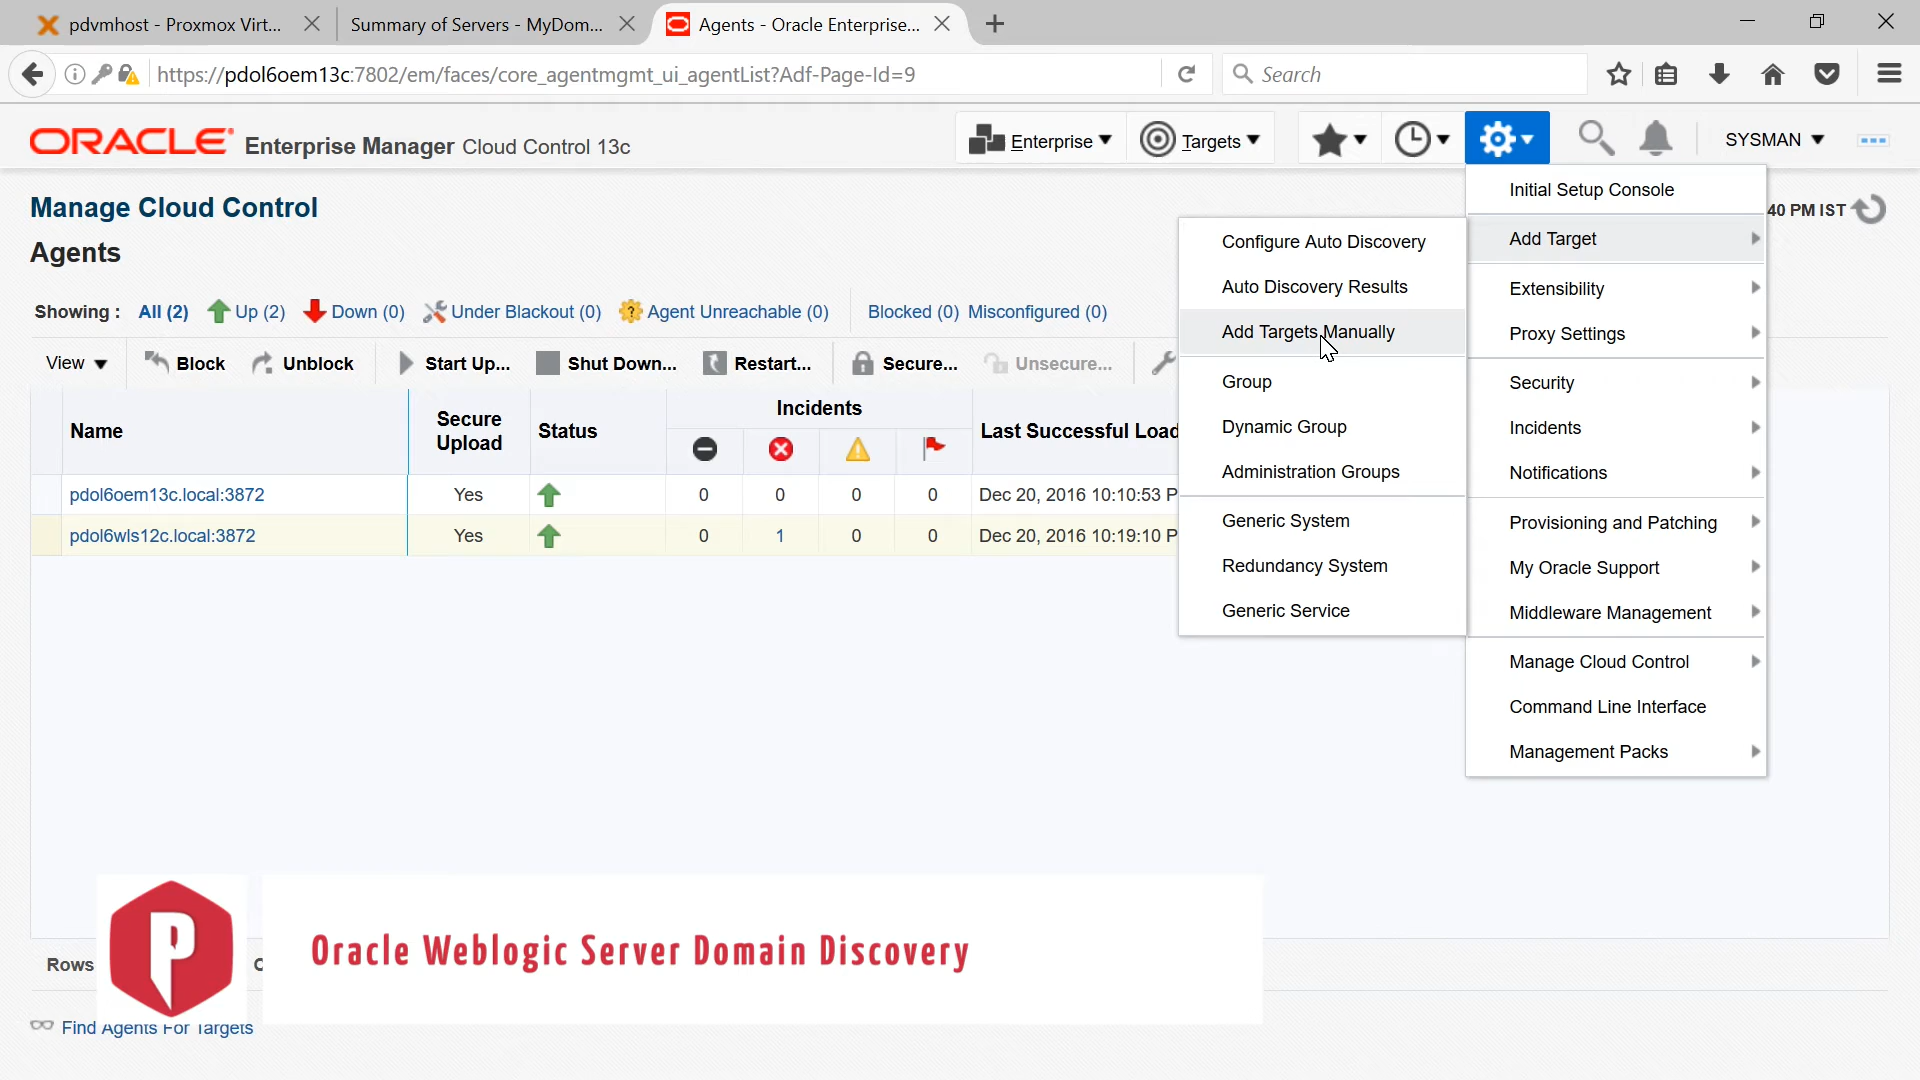 pdvmhost - Proxmox Virt...
Summary of Servers - MyDom...
Agents - Oracle Enterprise...
https://pdol6oem13c:7802/em/faces/core_agentmgmt_ui_agentList?Adf-Page-Id=9
Search
ORACLE Enterprise Manager Cloud Control 13c
Enterprise
Targets
SYSMAN
Manage Cloud Control
40 PM IST
Agents
Showing : All (2) Up (2) Down (0) Under Blackout (0) Agent Unreachable (0) Blocked (0) Misconfigured (0)
View Block Unblock Start Up... Shut Down... Restart... Secure... Unsecure...
Name
Secure Upload
Status
Incidents
Last Successful Load
pdol6oem13c.local:3872 Yes 0 0 0 0 Dec 20, 2016 10:10:53 P
pdol6wls12c.local:3872 Yes 0 1 0 0 Dec 20, 2016 10:19:10 P
Configure Auto Discovery
Auto Discovery Results
Add Targets Manually
Group
Dynamic Group
Administration Groups
Generic System
Redundancy System
Generic Service
Initial Setup Console
Add Target
Extensibility
Proxy Settings
Security
Incidents
Notifications
Provisioning and Patching
My Oracle Support
Middleware Management
Manage Cloud Control
Command Line Interface
Management Packs
Rows
P
Oracle Weblogic Server Domain Discovery
Find Agents For Targets